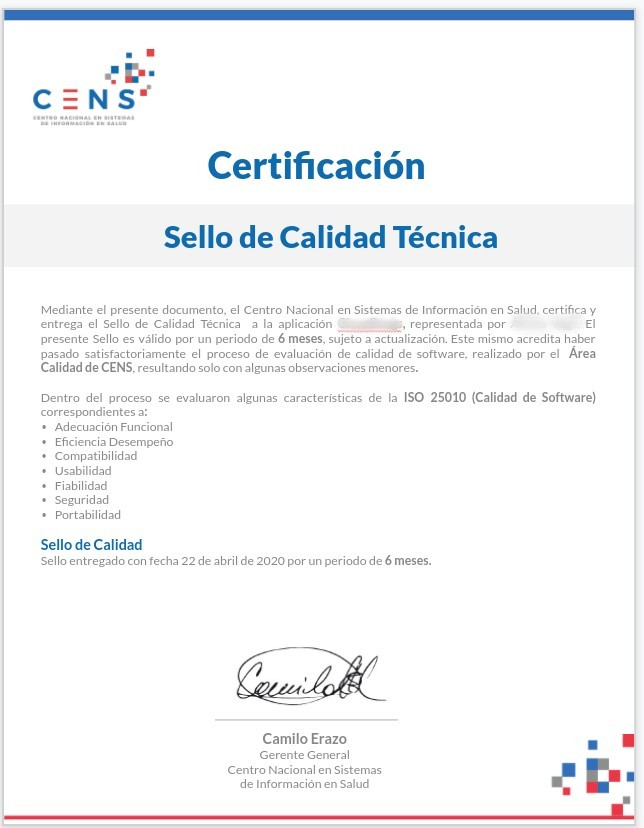 CENS
CENTRO NACIONAL EN SISTEMAS
DE INFORMACIÓN EN SALUD
Certificación
Sello de Calidad Técnica
Mediante el presente documento, el Centro Nacional en Sistemas de Información en Salud, certifica y
entrega el Sello de Calidad Técnica a la aplicación , representada por El
presente Sello es válido por un periodo de 6 meses, sujeto a actualización. Este mismo acredita haber
pasado satisfactoriamente el proceso de evaluación de calidad de software, realizado por el Área
Calidad de CENS, resultando solo con algunas observaciones menores.
Dentro del proceso se evaluaron algunas características de la ISO 25010 (Calidad de Software)
correspondientes a:
• Adecuación Funcional
• Eficiencia Desempeño
• Compatibilidad
• Usabilidad
• Fiabilidad
• Seguridad
• Portabilidad
Sello de Calidad
Sello entregado con fecha 22 de abril de 2020 por un periodo de 6 meses.
Camilo Erazo
Gerente General
Centro Nacional en Sistemas
de Información en Salud